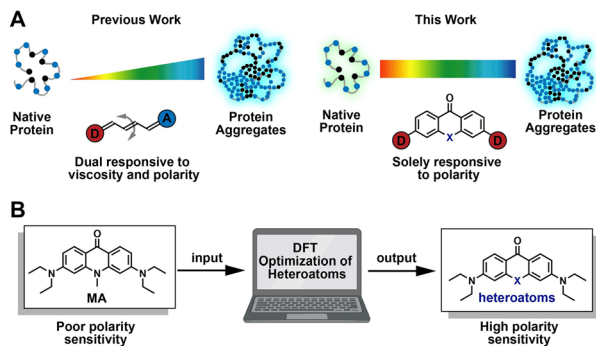 A
Previous Work
This Work
Native
Protein
D
A
Dual responsive to
viscosity and polarity
Protein
Aggregates
Native
Protein
O
D
X
D
Solely responsive
to polarity
Protein
Aggregates
B
O
N
N
N
MA
Poor polarity
sensitivity
input
DFT
Optimization of
Heteroatoms
output
O
N
X
N
heteroatoms
High polarity
sensitivity